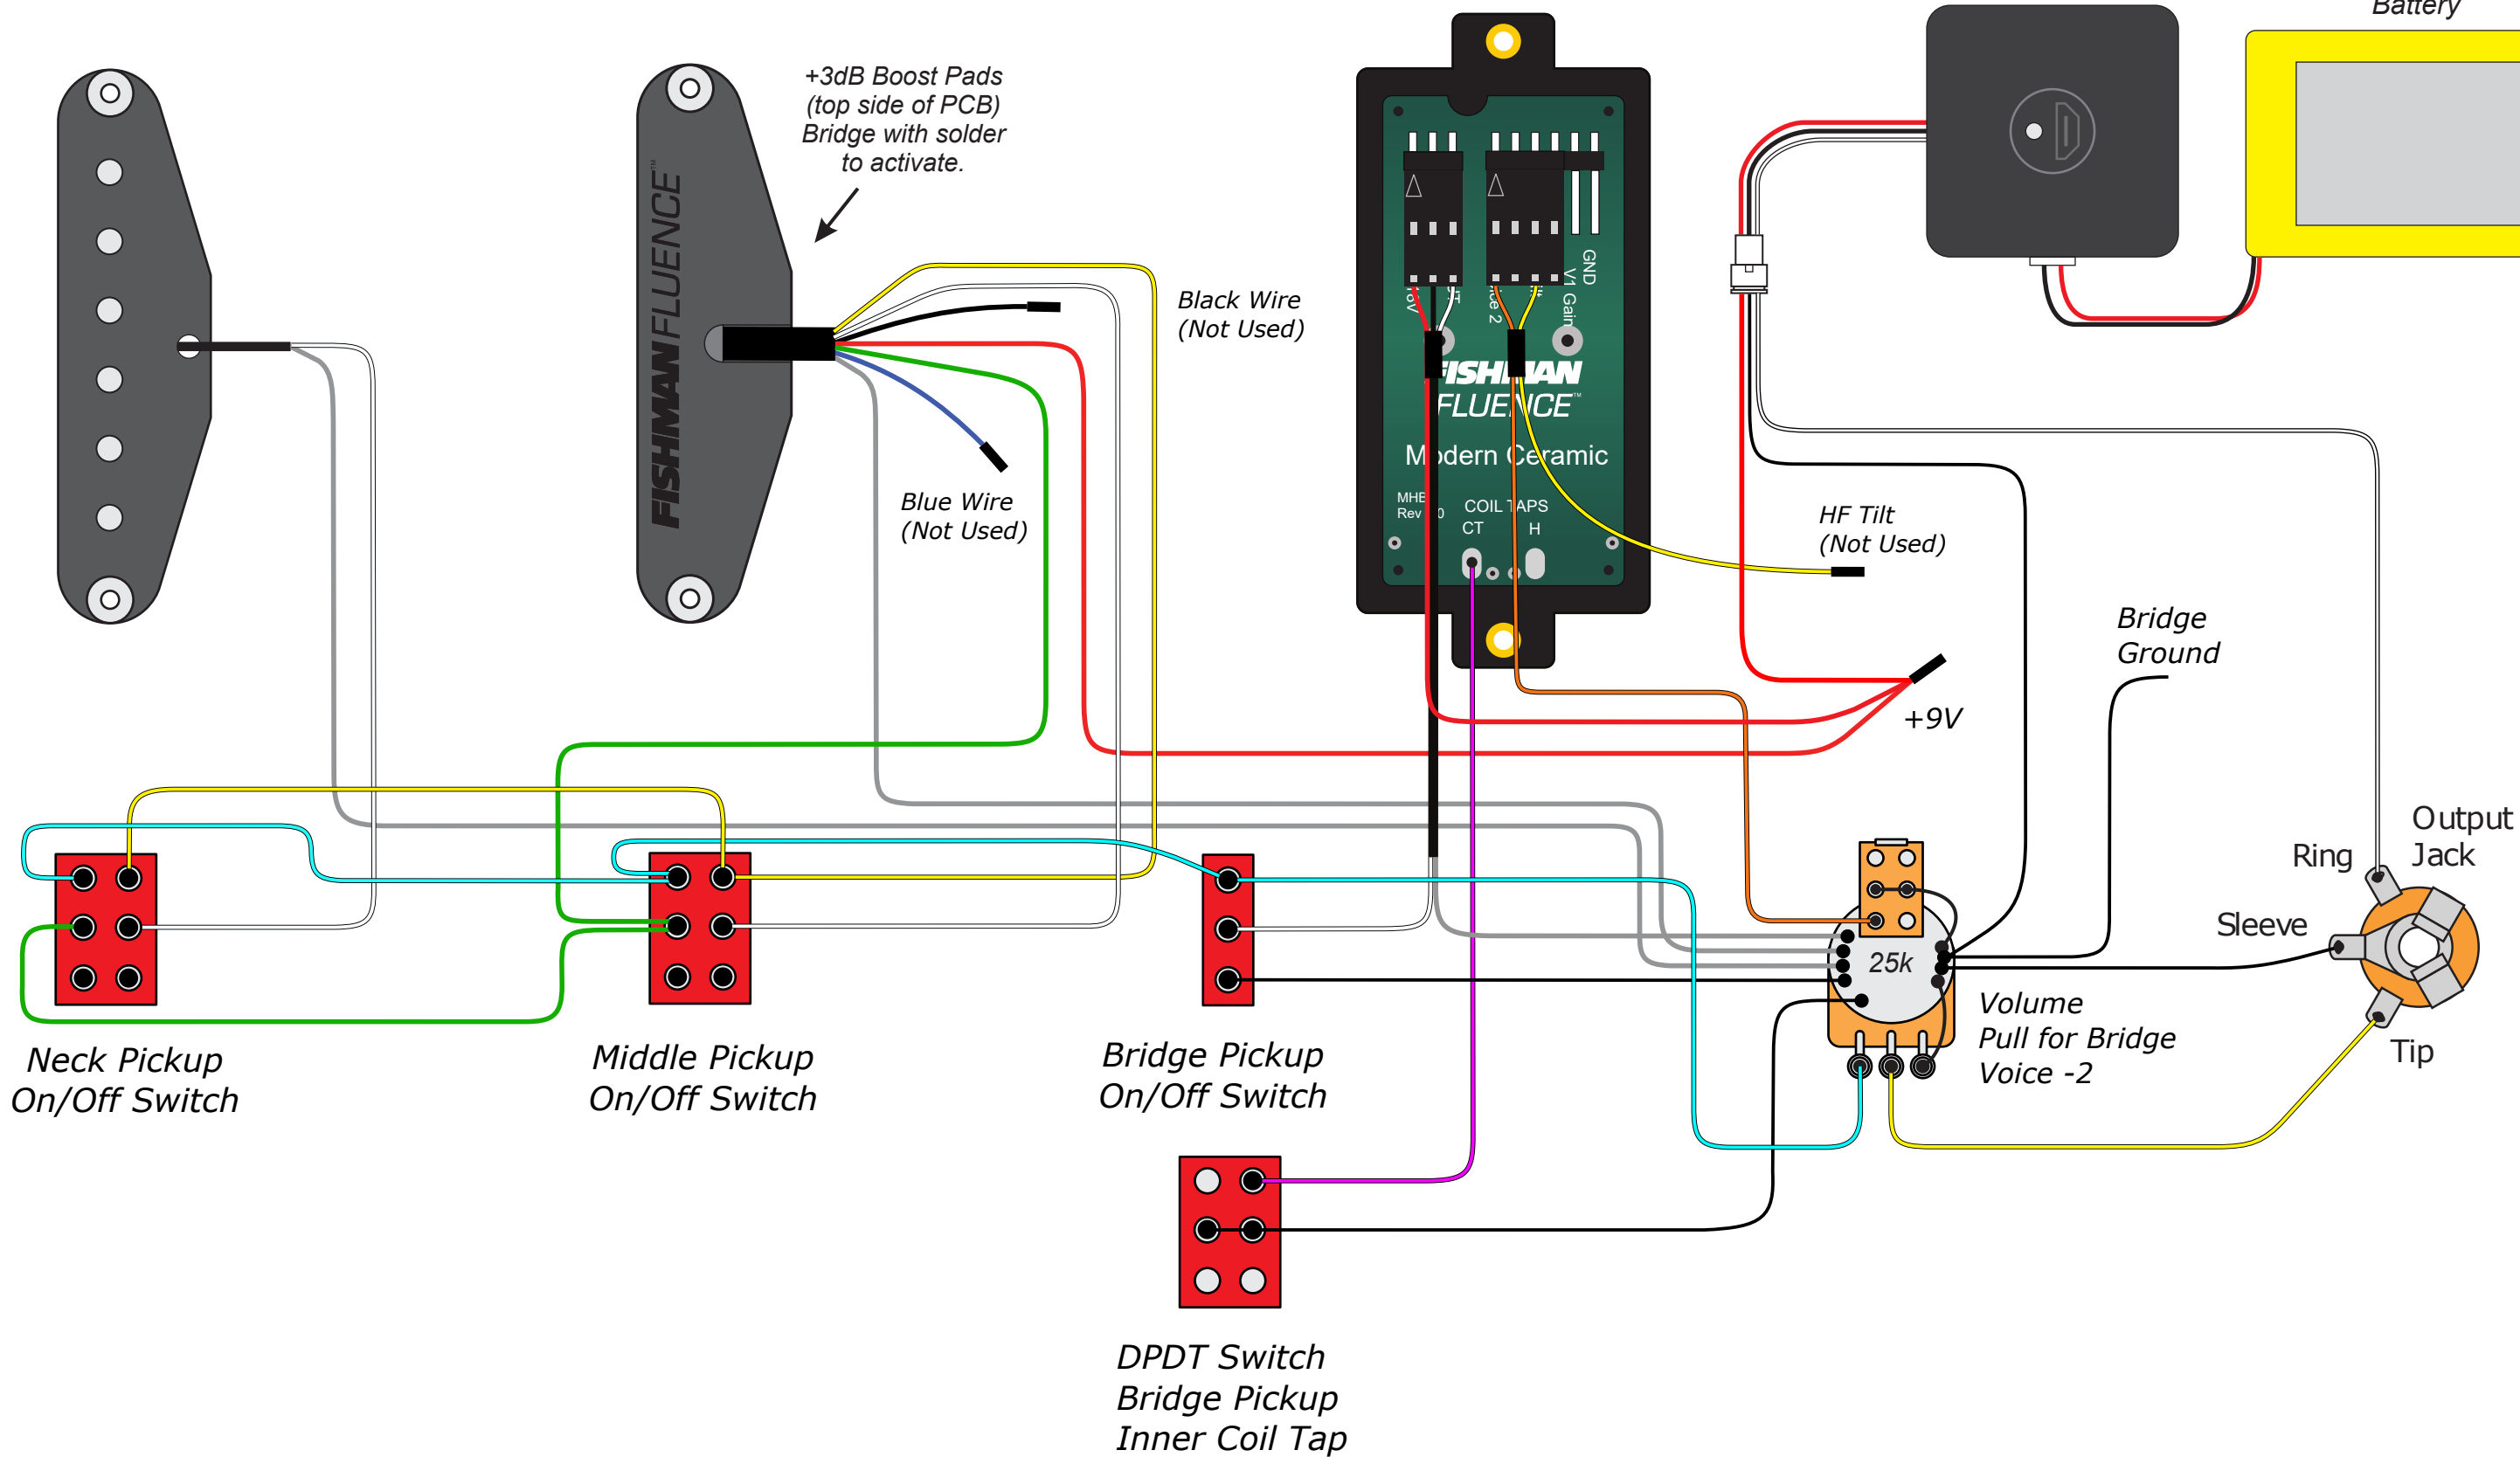 Battery
+3dB Boost Pads
(top side of PCB)
Bridge with solder
to activate.
FISHMAN FLUENCE™
Black Wire
(Not Used)
Blue Wire
(Not Used)
GND
V1 Gain
FISHMAN
FLUENCE™
Modern Ceramic
COIL TAPS
CT H
HF Tilt
(Not Used)
Bridge
Ground
+9V
Output
Jack
Ring
Sleeve
Tip
25k
Volume
Pull for Bridge
Voice -2
Neck Pickup
On/Off Switch
Middle Pickup
On/Off Switch
Bridge Pickup
On/Off Switch
DPDT Switch
Bridge Pickup
Inner Coil Tap